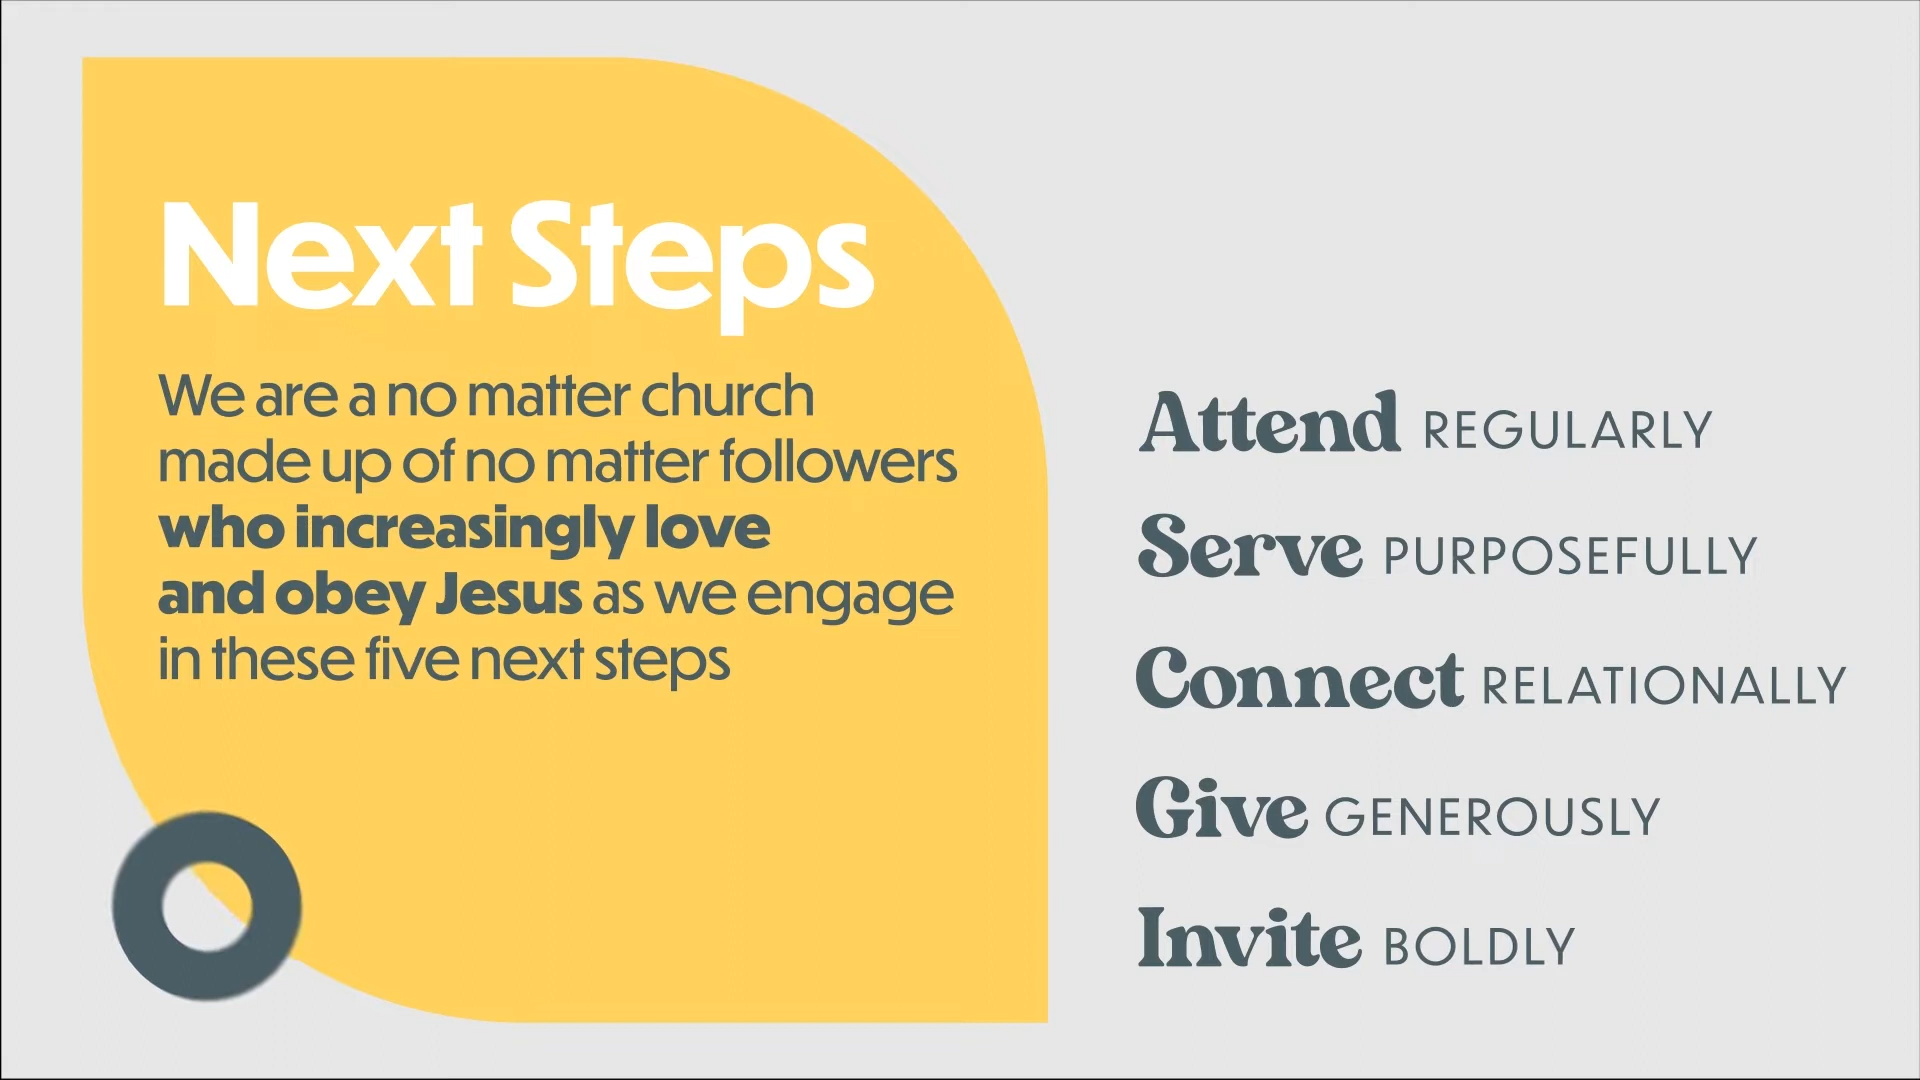 Next Steps
We are a no matter church
made up of no matter followers
who increasingly love
and obey Jesus as we engage
in these five next steps
Attend REGULARLY
Serve PURPOSEFULLY
Connect RELATIONALLY
Give GENEROUSLY
Invite BOLDLY